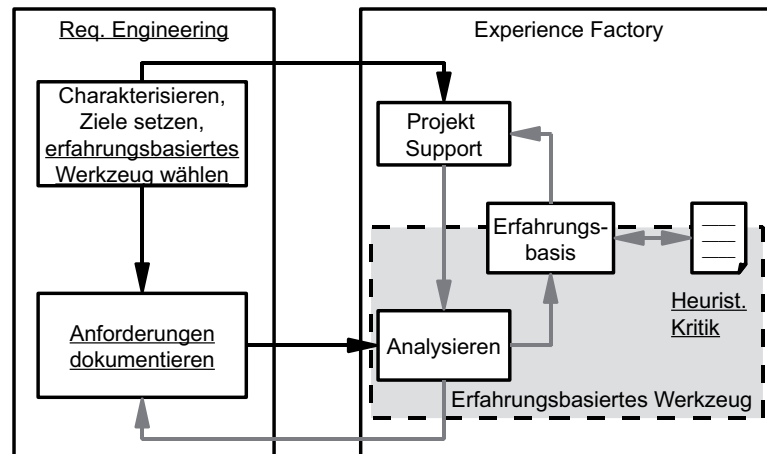 Req. Engineering
Charakterisieren,
Ziele setzen,
erfahrungsbasiertes
Werkzeug wählen
Anforderungen
dokumentieren
Experience Factory
Projekt
Support
Erfahrungs-
basis
Heurist.
Kritik
Analysieren
Erfahrungsbasiertes Werkzeug